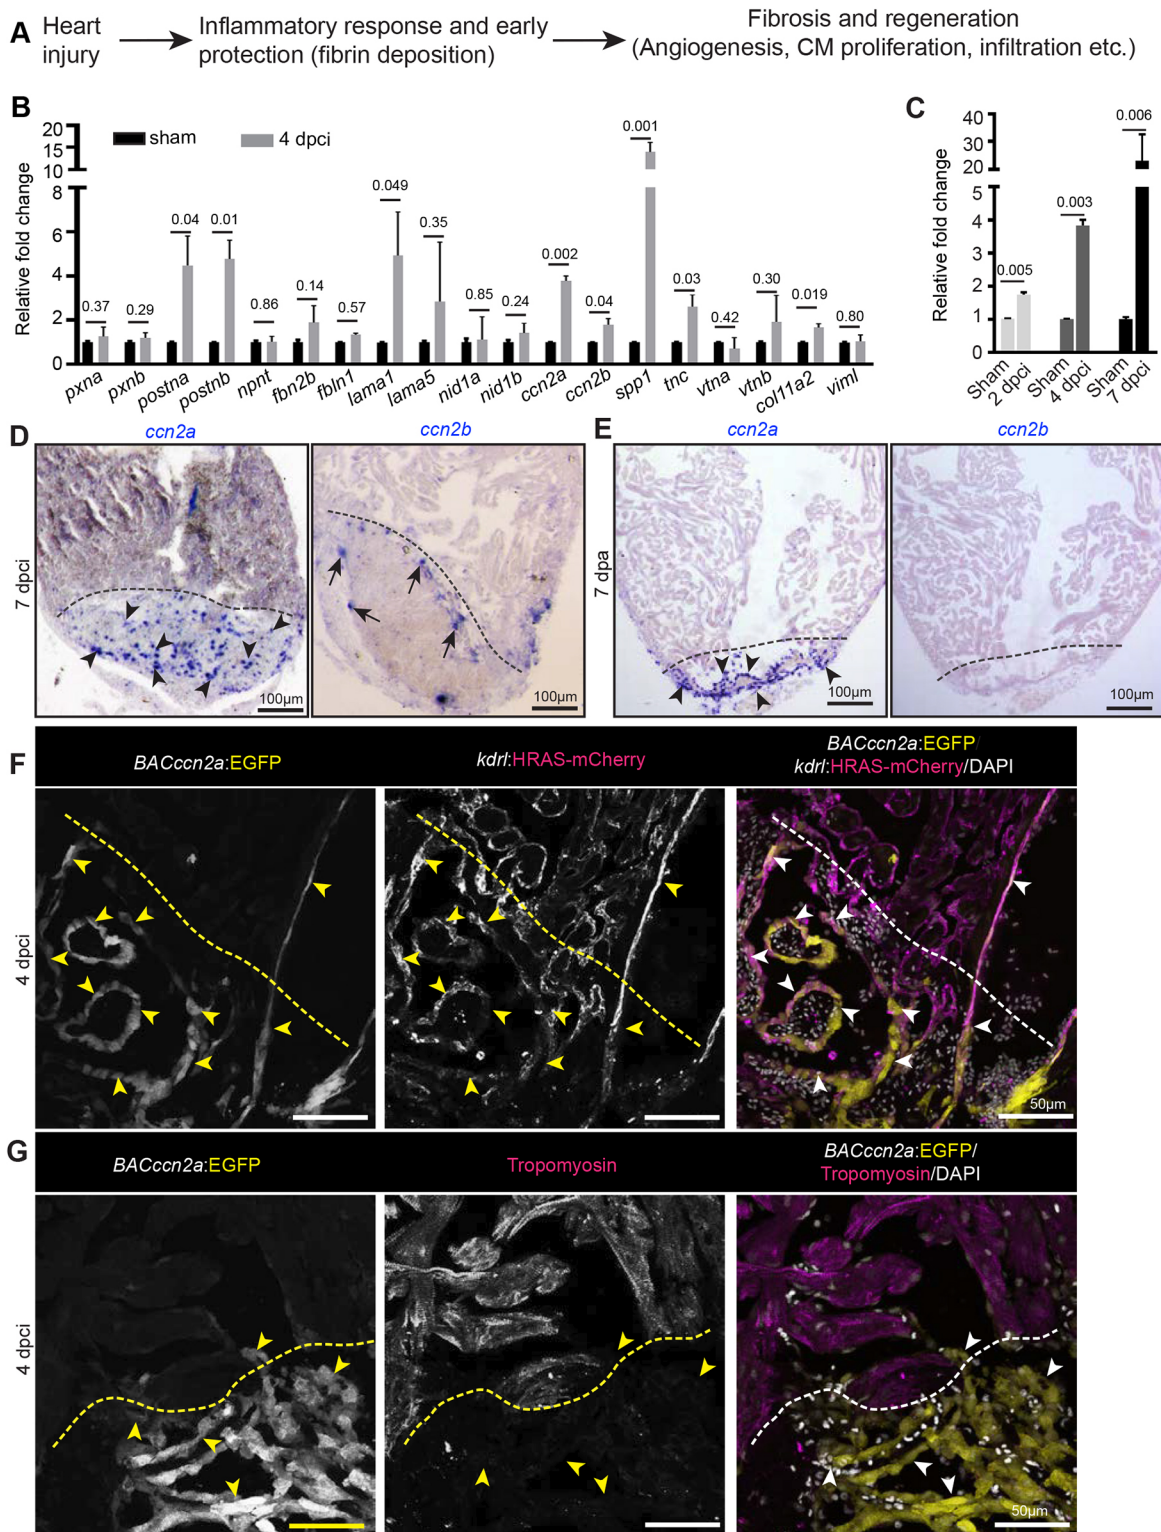 A
Heart
injury
Inflammatory response and early
protection (fibrin deposition)
Fibrosis and regeneration
(Angiogenesis, CM proliferation, infiltration etc.)
B
Relative fold change
20
15
10
8
6
4
2
0
sham
4 dpci
0.37
0.29
0.04
0.01
0.86
0.14
0.57
0.049
0.35
0.85
0.24
0.002
0.04
0.001
0.03
0.42
0.30
0.019
0.80
pxna
pxnb
postna
postnb
npnt
fbn2b
fbln1
lama1
lama5
nid1a
nid1b
ccn2a
ccn2b
spp1
tnc
vtna
vtnb
col11a2
viml
C
Relative fold change
40
30
20
5
4
3
2
1
0
0.005
0.003
0.006
Sham
2 dpci
Sham
4 dpci
Sham
7 dpci
D
ccn2a
ccn2b
7 dpci
100µm
100µm
E
ccn2a
ccn2b
7 dpa
100µm
100µm
F
BACccn2a:EGFP
kdrl:HRAS-mCherry
BACccn2a:EGFP/
kdrl:HRAS-mCherry/DAPI
4 dpci
50µm
G
BACccn2a:EGFP
Tropomyosin
BACccn2a:EGFP/
Tropomyosin/DAPI
4 dpci
50µm